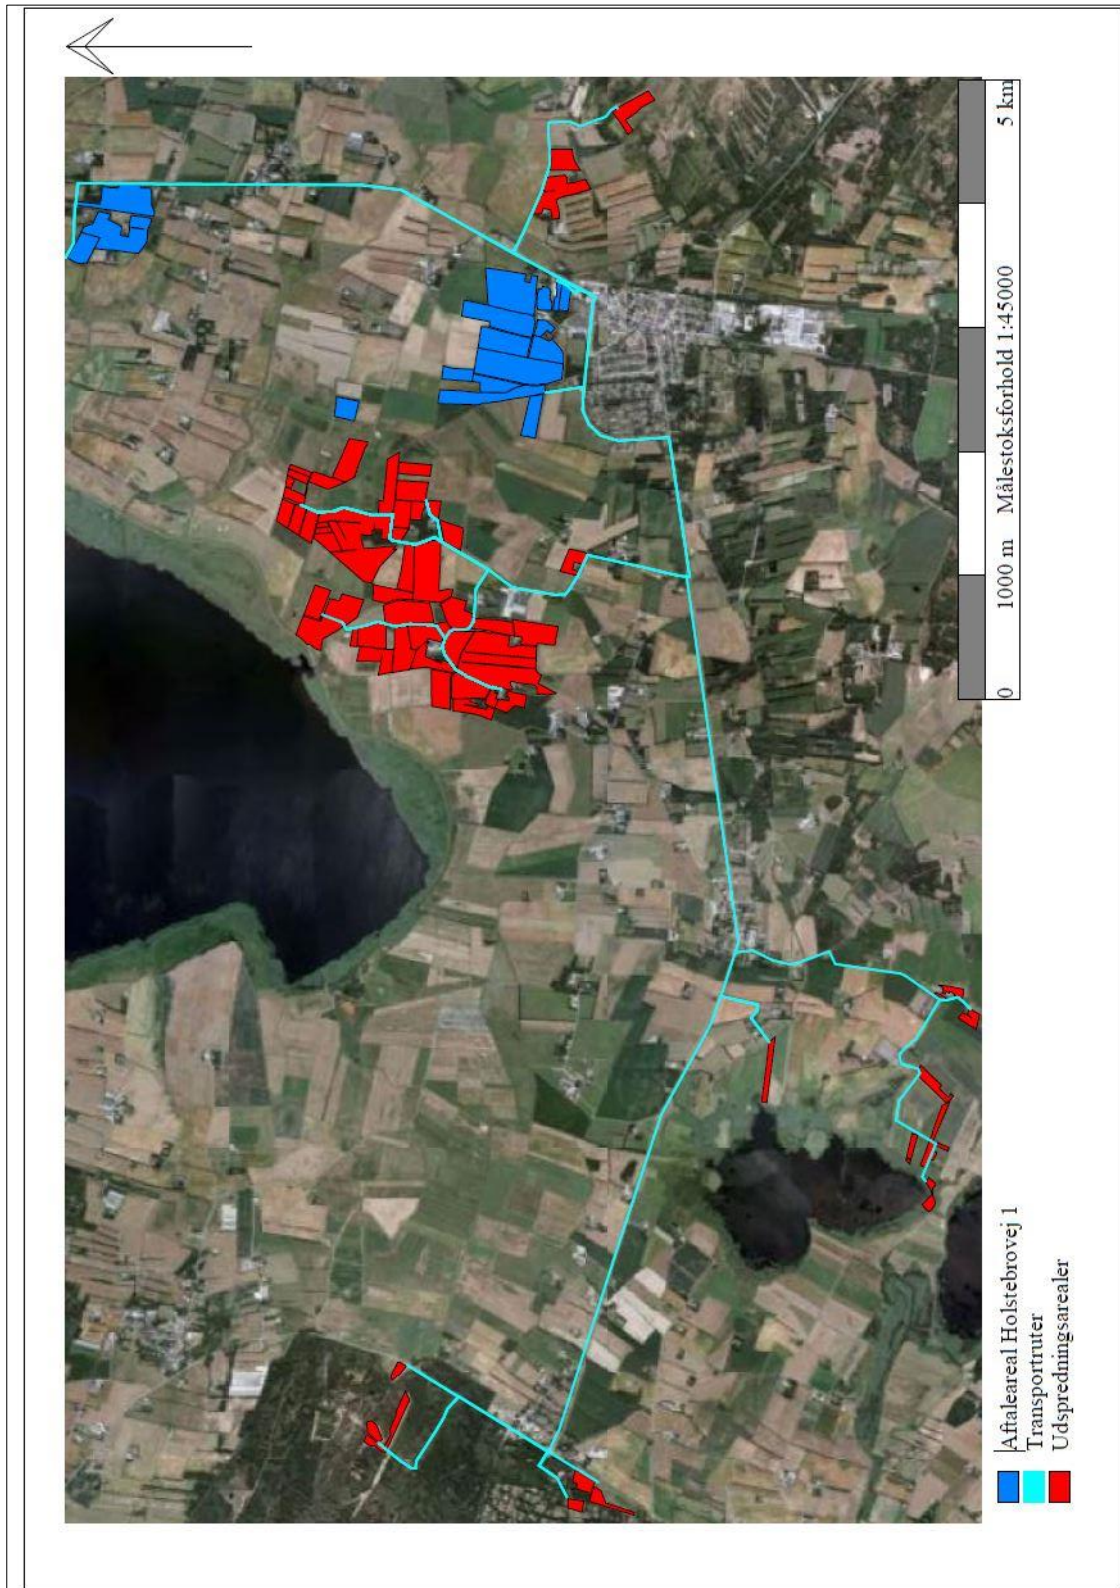 Aftaleareal Holstebrovej 1
Transportruter
Udspredningsarealer
0 1000 m Målestoksforhold 1:45000 5 km